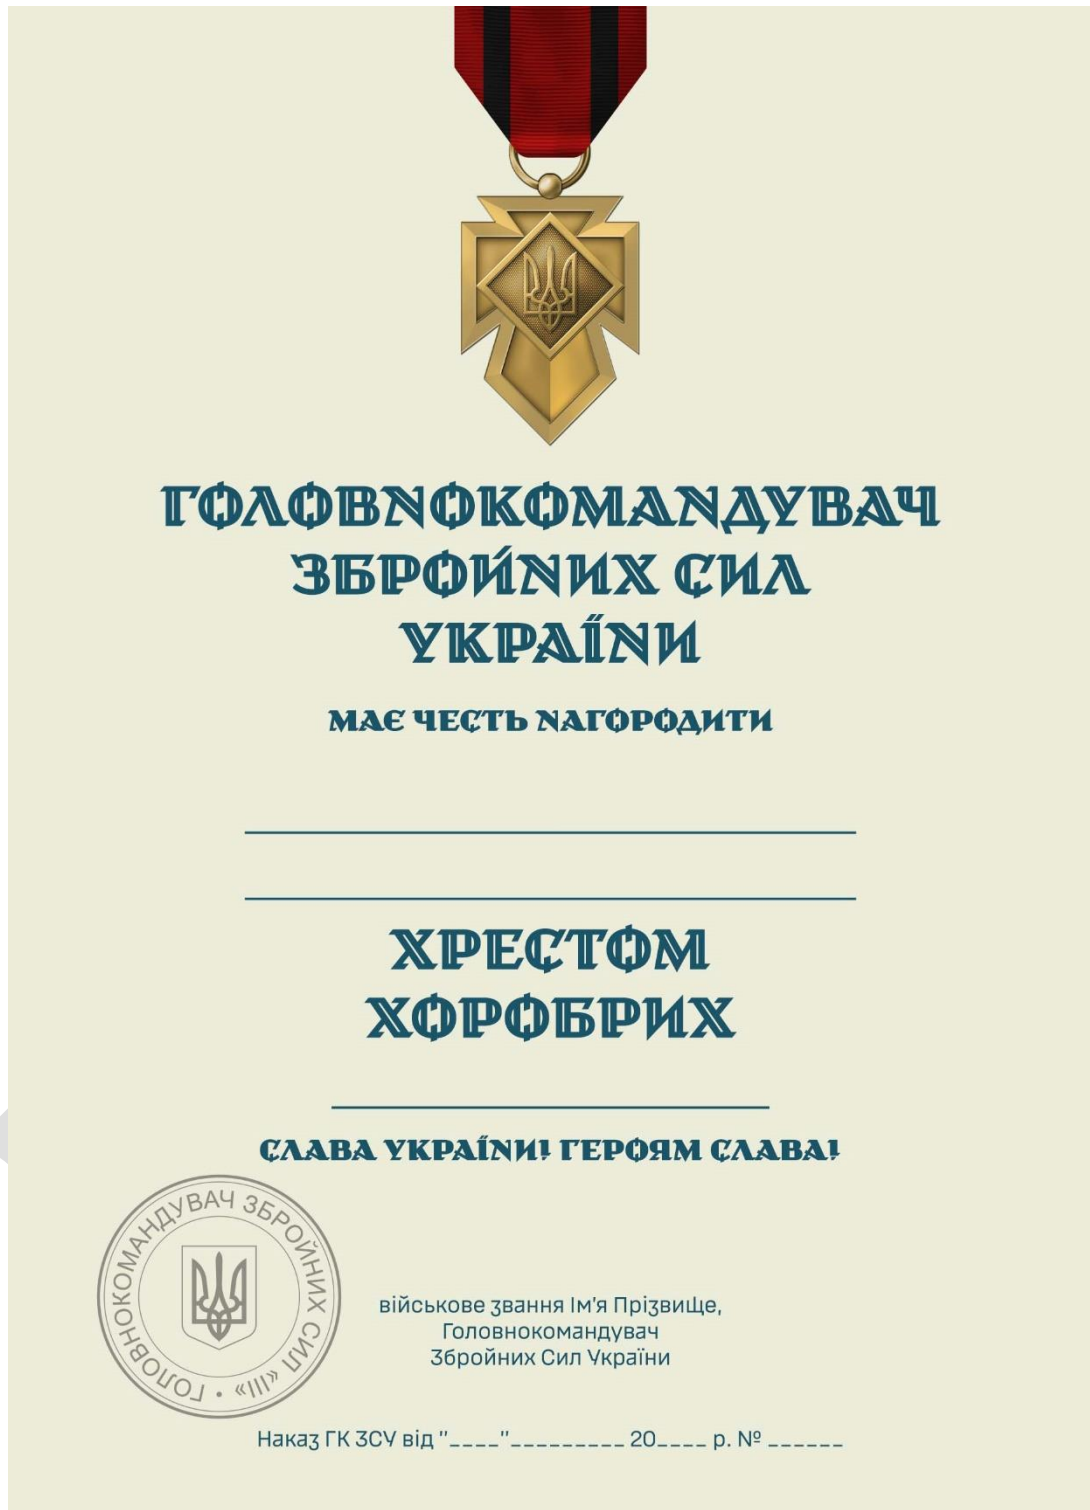 ГОЛОВНОКОМАНДУВАЧ
ЗБРОЙНИХ СИЛ
УКРАЇНИ
МАЄ ЧЕСТЬ НАГОРОДИТИ
ХРЕСТОМ
ХОРОБРИХ
СЛАВА УКРАЇНИ! ГЕРОЯМ СЛАВА!
ГОЛОВНОКОМАНДУВАЧ ЗБРОЙНИХ СИЛ «ІІІ» •
військове звання Ім'я Прізвище,
Головнокомандувач
Збройних Сил України
Наказ ГК ЗСУ від "____"_________ 20____ р. № ______